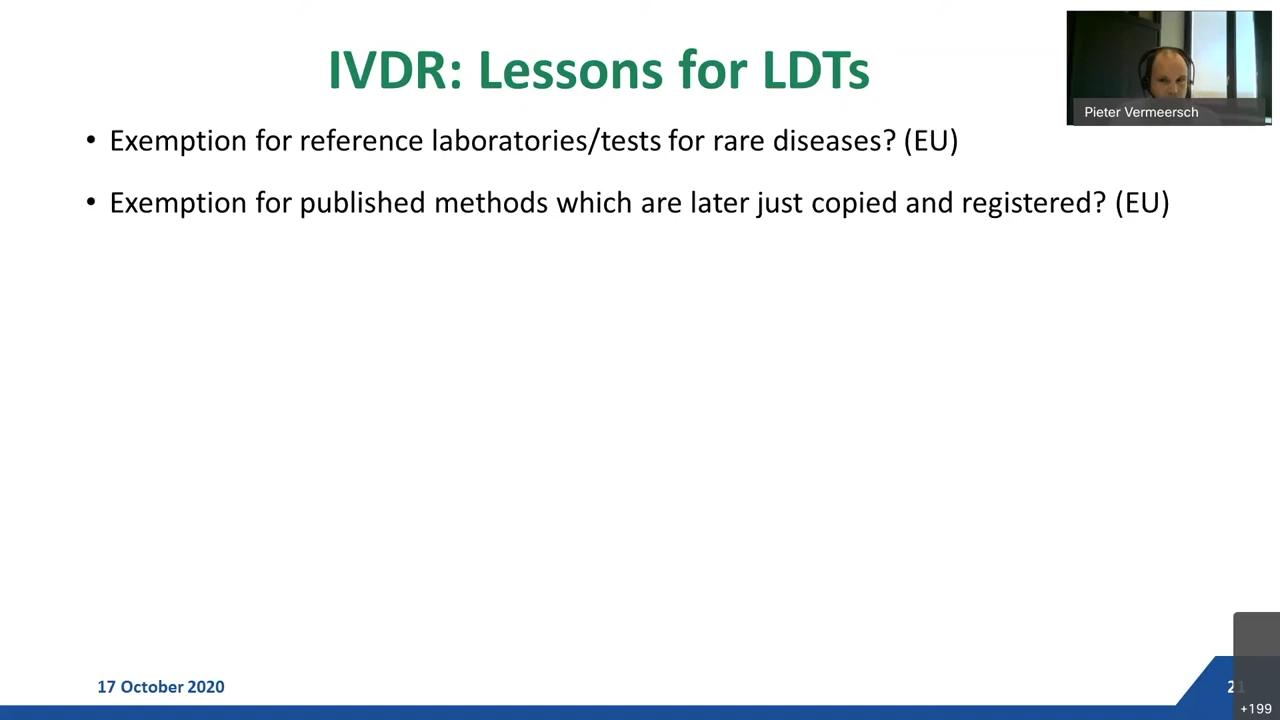 IVDR: Lessons for LDTs
Pieter Vermeersch
• Exemption for reference laboratories/tests for rare diseases? (EU)
• Exemption for published methods which are later just copied and registered? (EU)
17 October 2020
21
+199